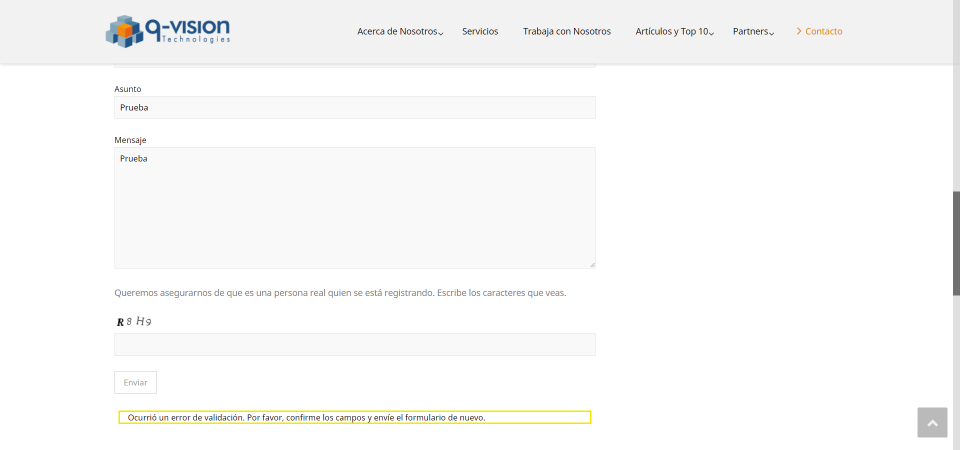 q-vision
Technologies
Acerca de Nosotros
Servicios
Trabaja con Nosotros
Artículos y Top 10
Partners
Contacto
Asunto
Prueba
Mensaje
Prueba
Queremos asegurarnos de que es una persona real quien se está registrando. Escribe los caracteres que veas.
R8H9
Enviar
Ocurrió un error de validación. Por favor, confirme los campos y envíe el formulario de nuevo.